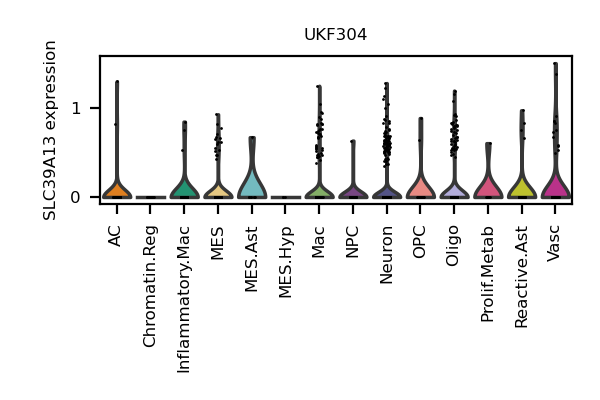 UKF304
SLC39A13 expression
1
0
AC
Chromatin.Reg
Inflammatory.Mac
MES
MES.Ast
MES.Hyp
Mac
NPC
Neuron
OPC
Oligo
Prolif.Metab
Reactive.Ast
Vasc